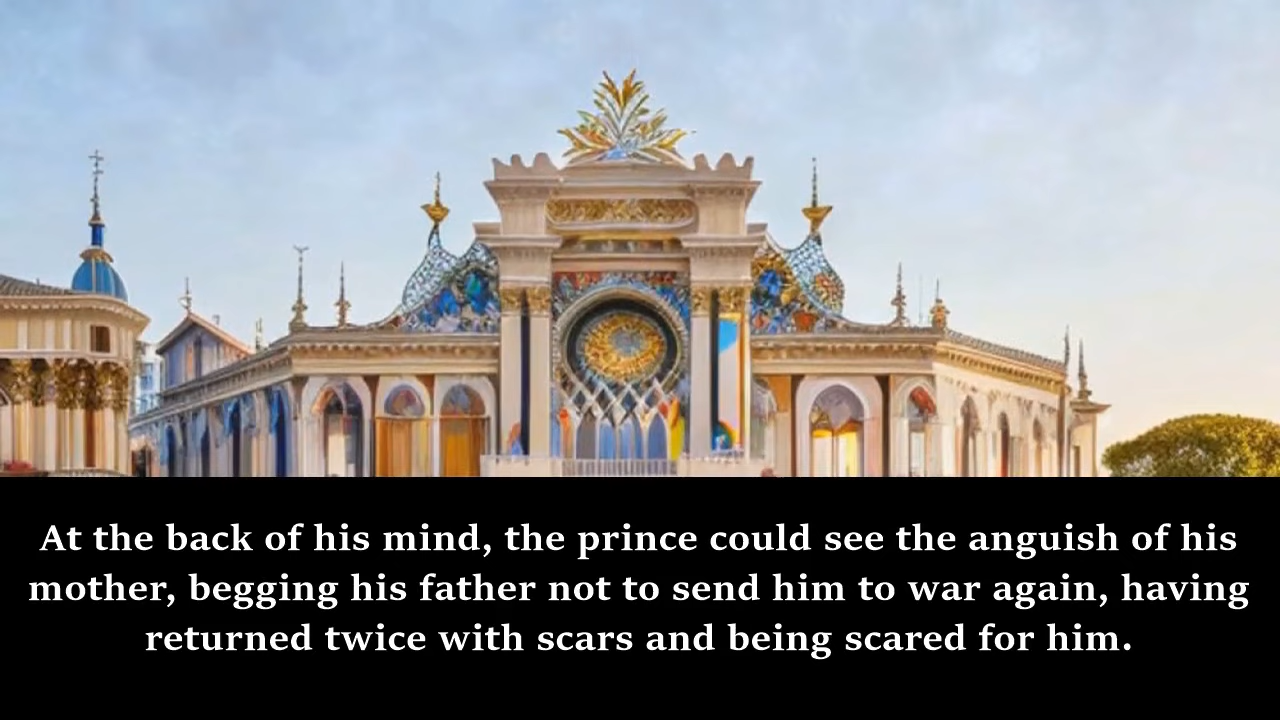 At the back of his mind, the prince could see the anguish of his
mother, begging his father not to send him to war again, having
returned twice with scars and being scared for him.